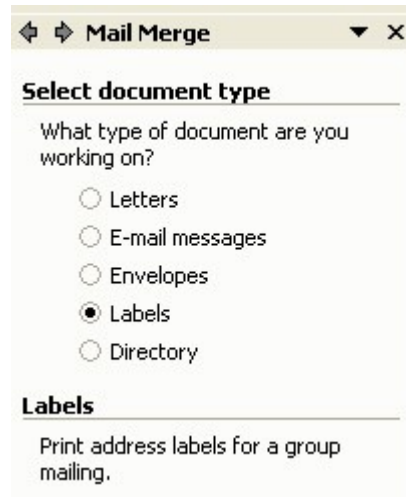 Mail Merge
Select document type
What type of document are you
working on?
Letters
E-mail messages
Envelopes
Labels
Directory
Labels
Print address labels for a group
mailing.